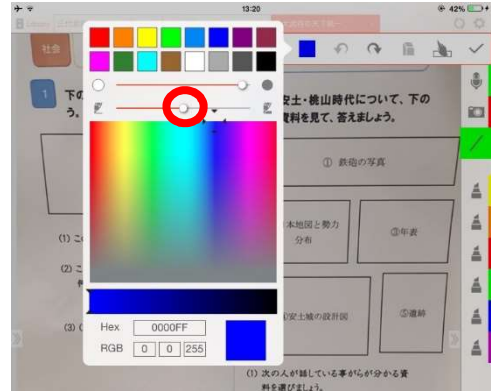 13:20
42%
社会
1
下の
う。
安土・桃山時代について、下の
資料を見て、答えましょう。
① 鉄砲の写真
本地図と勢力
分布
③年表
安土城の設計図
⑤遺跡
(1) この
(2) こ
(3)
Hex 0000FF
RGB 0 0 255
(1) 次の人が話している事がらが分かる資
料を選びましょう。